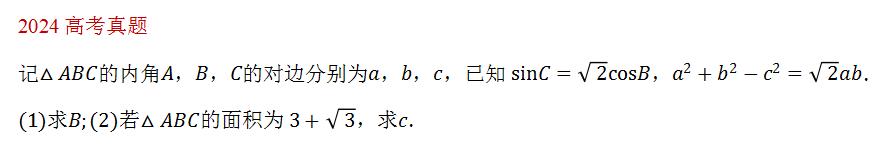 2024 高考真题
记△ABC的内角A，B，C的对边分别为a，b，c，已知 sinC = √2cosB，a² + b² − c² = √2ab.
(1)求B;(2)若△ABC的面积为 3 + √3，求c.